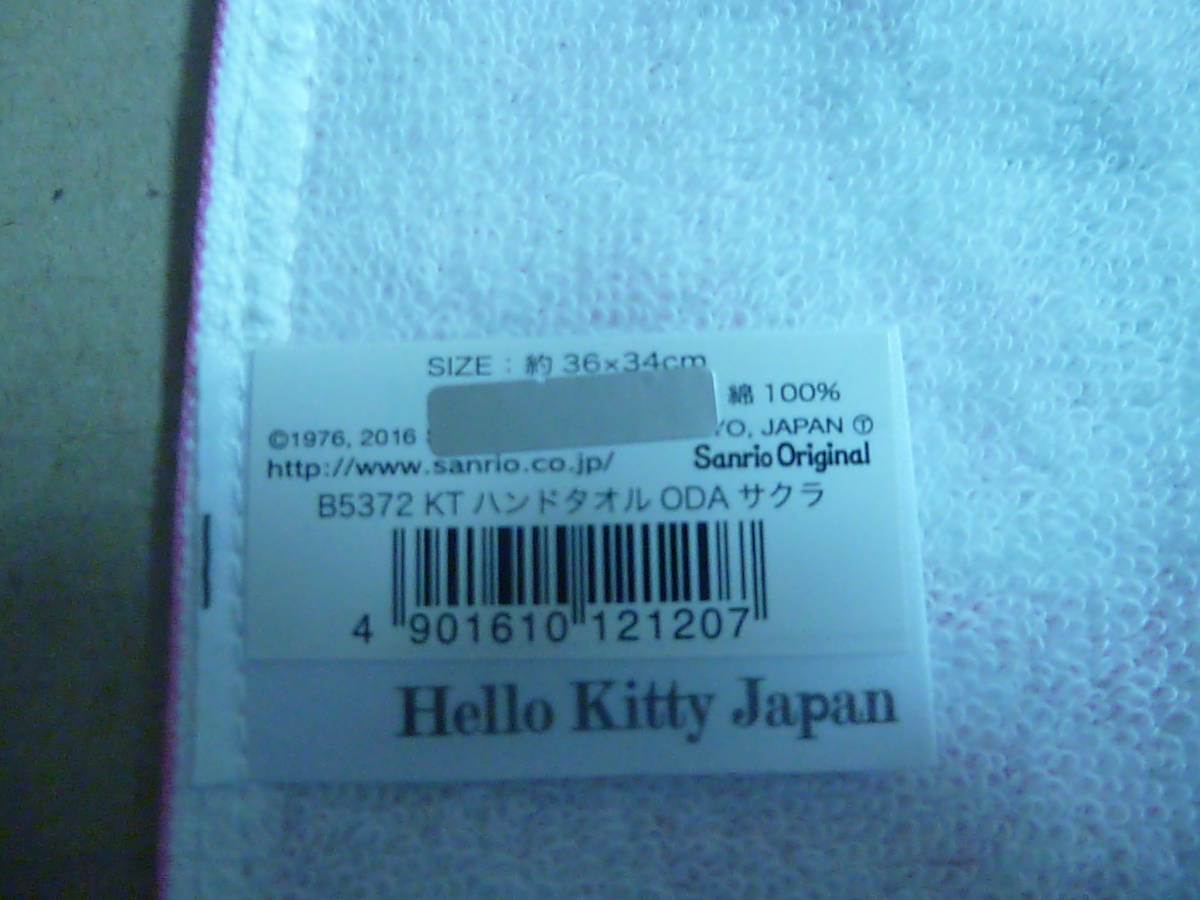 SIZE : 約 36×34cm
綿 100%
©1976, 2016
JAPAN Ⓣ
http://www.sanrio.co.jp/
Sanrio Original
B5372 KT ハンドタオル ODA サクラ
4 901610 121207
Hello Kitty Japan